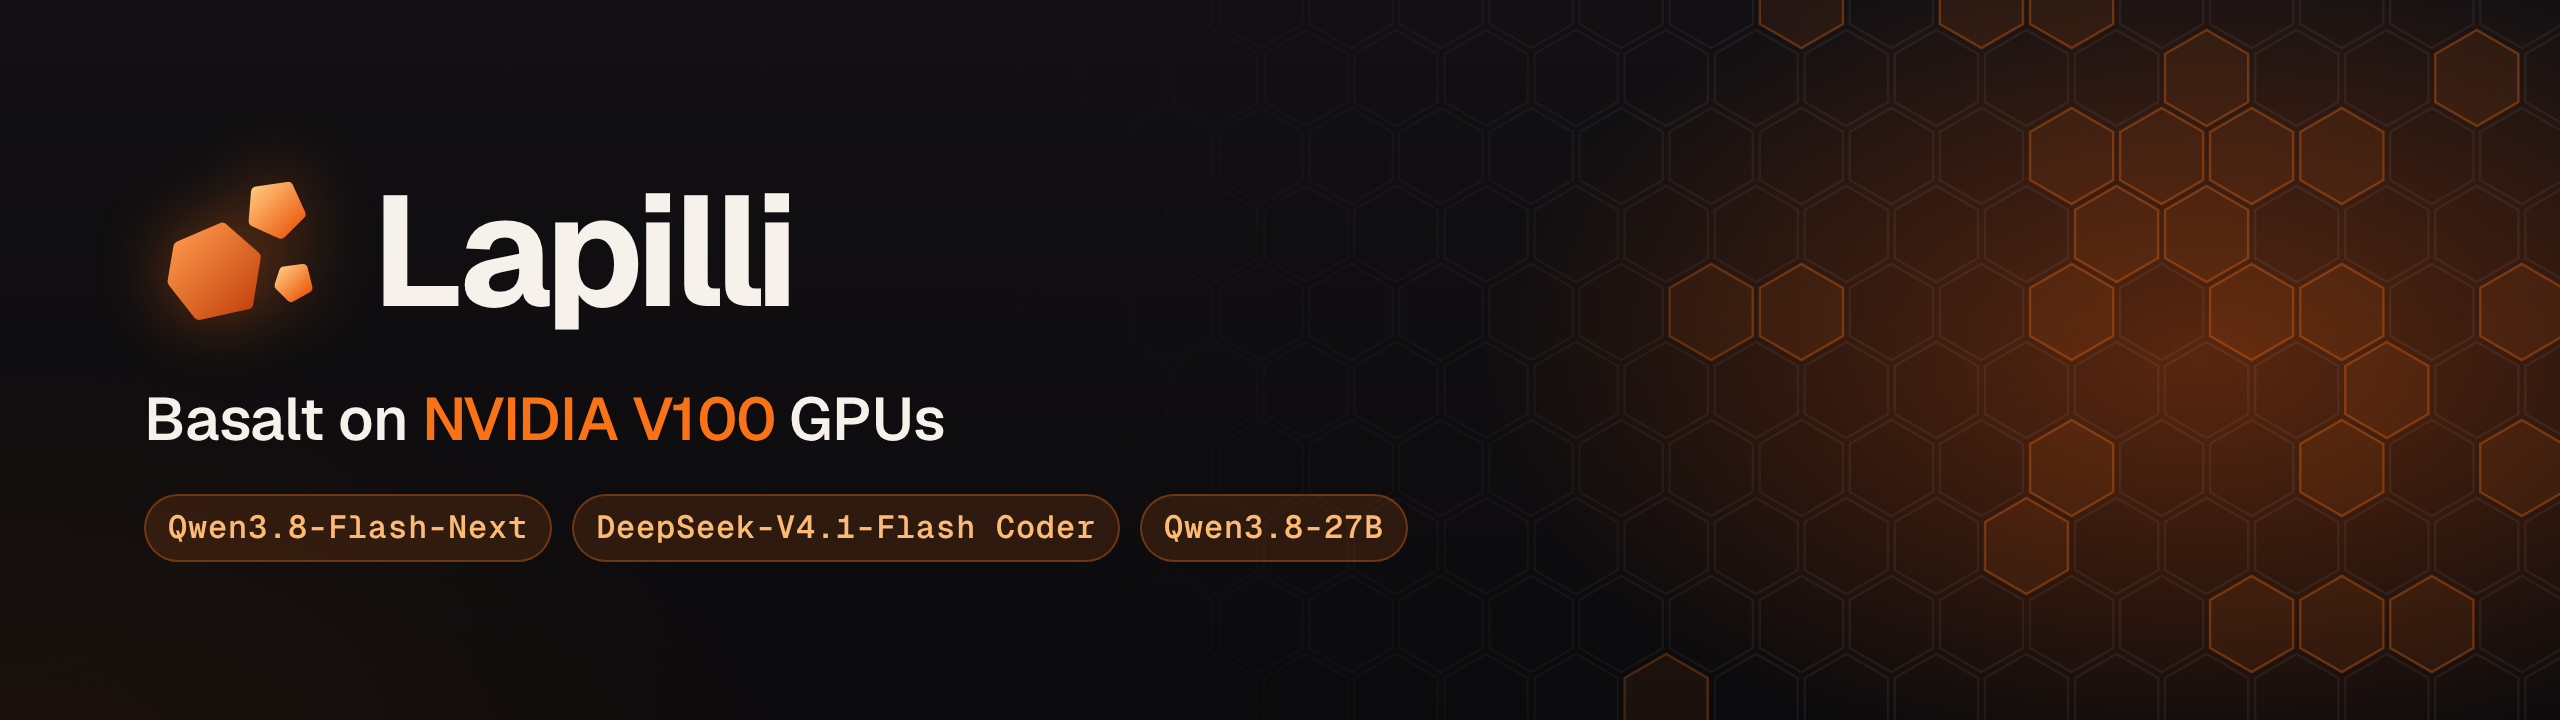 Lapilli
Basalt on NVIDIA V100 GPUs
Qwen3.8-Flash-Next DeepSeek-V4.1-Flash Coder Qwen3.8-27B